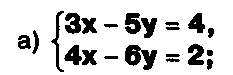 а) {3x – 5y = 4,
4x – 6y = 2;